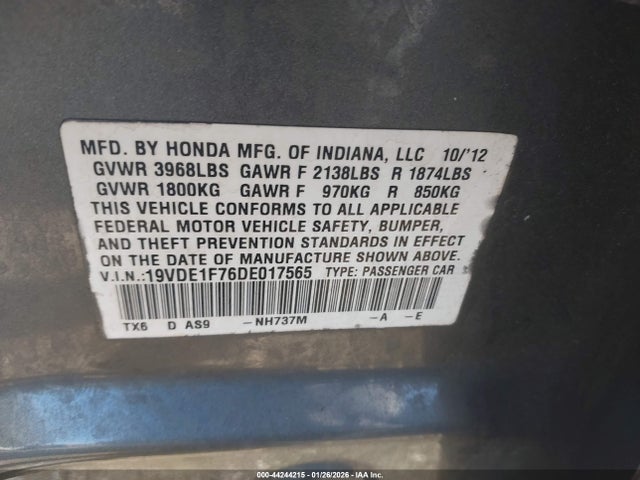 MFD. BY HONDA MFG. OF INDIANA, LLC 10/'12
GVWR 3968LBS GAWR F 2138LBS R 1874LBS
GVWR 1800KG GAWR F 970KG R 850KG
THIS VEHICLE CONFORMS TO ALL APPLICABLE
FEDERAL MOTOR VEHICLE SAFETY, BUMPER,
AND THEFT PREVENTION STANDARDS IN EFFECT
ON THE DATE OF MANUFACTURE SHOWN ABOVE.
V.I.N.:19VDE1F76DE017565 TYPE: PASSENGER CAR
TX6 D AS9 -NH737M -A -E
000-44244215 | 01/26/2026 | IAA Inc.